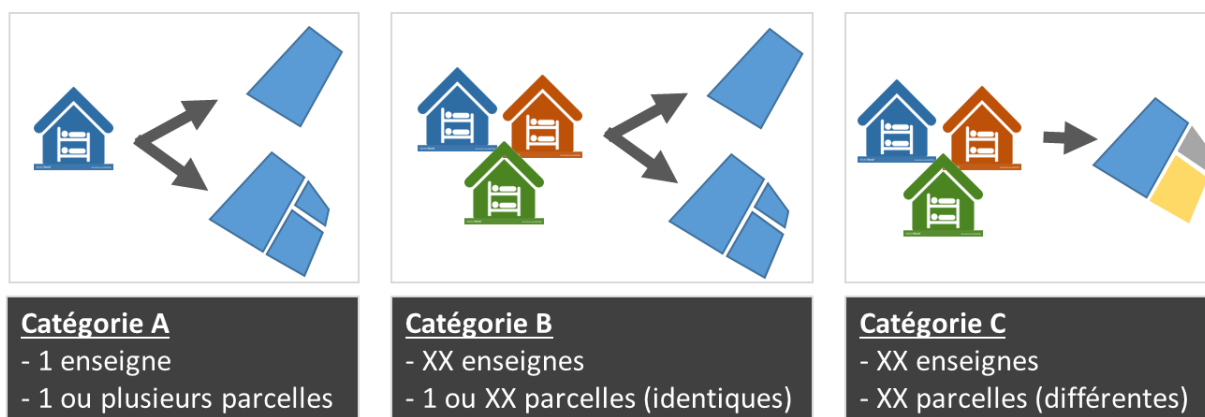 Catégorie A
- 1 enseigne
- 1 ou plusieurs parcelles
Catégorie B
- XX enseignes
- 1 ou XX parcelles (identiques)
Catégorie C
- XX enseignes
- XX parcelles (différentes)